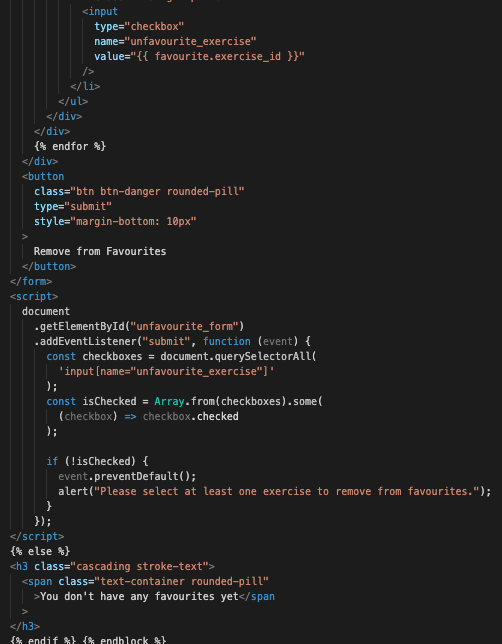 <input
type="checkbox"
name="unfavourite_exercise"
value="{{ favourite.exercise_id }}"
/>
</li>
</ul>
</div>
</div>
{% endfor %}
</div>
<button
class="btn btn-danger rounded-pill"
type="submit"
style="margin-bottom: 10px"
>
Remove from Favourites
</button>
</form>
<script>
document
.getElementById("unfavourite_form")
.addEventListener("submit", function (event) {
const checkboxes = document.querySelectorAll(
'input[name="unfavourite_exercise"]'
);
const isChecked = Array.from(checkboxes).some(
(checkbox) => checkbox.checked
);
if (!isChecked) {
event.preventDefault();
alert("Please select at least one exercise to remove from favourites.");
}
});
</script>
{% else %}
<h3 class="cascading stroke-text">
<span class="text-container rounded-pill"
>You don't have any favourites yet</span
>
</h3>
{% endif %} {% endblock %}